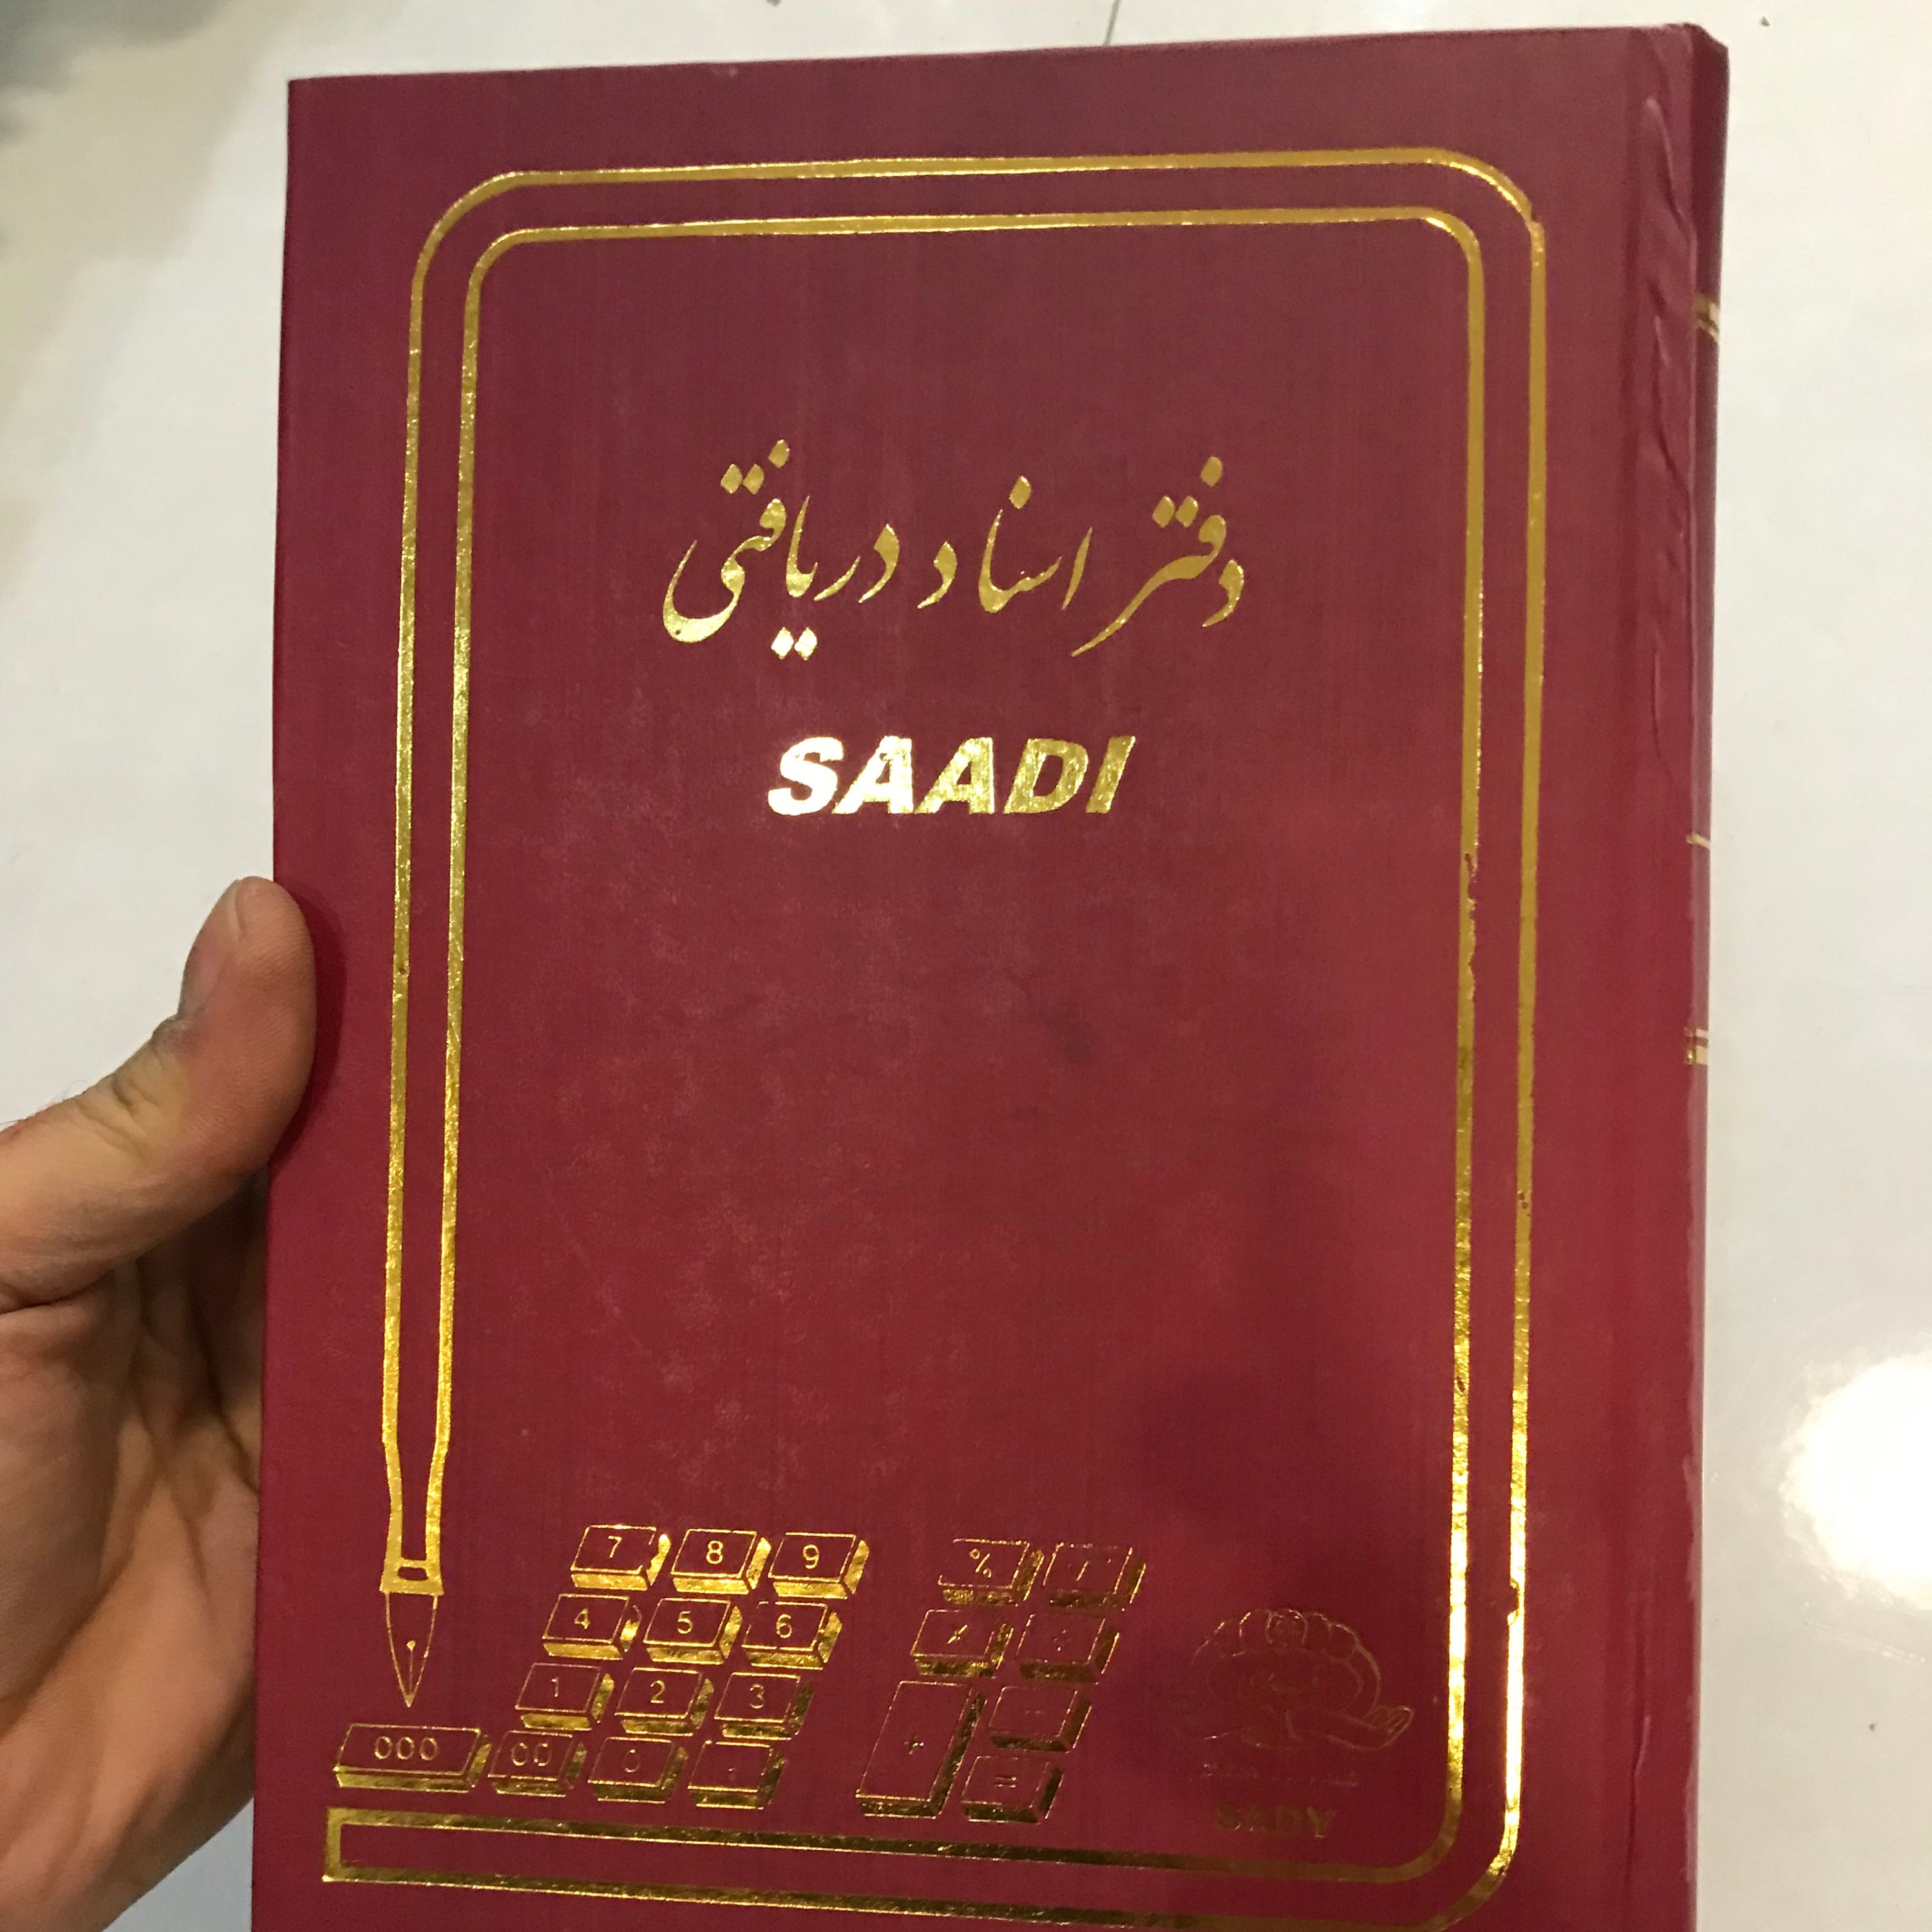 دفتر اسناد دریافتی
SAADI
7 8 9 %
4 5 6
1 2 3
000 00 0 . + - =
SADY